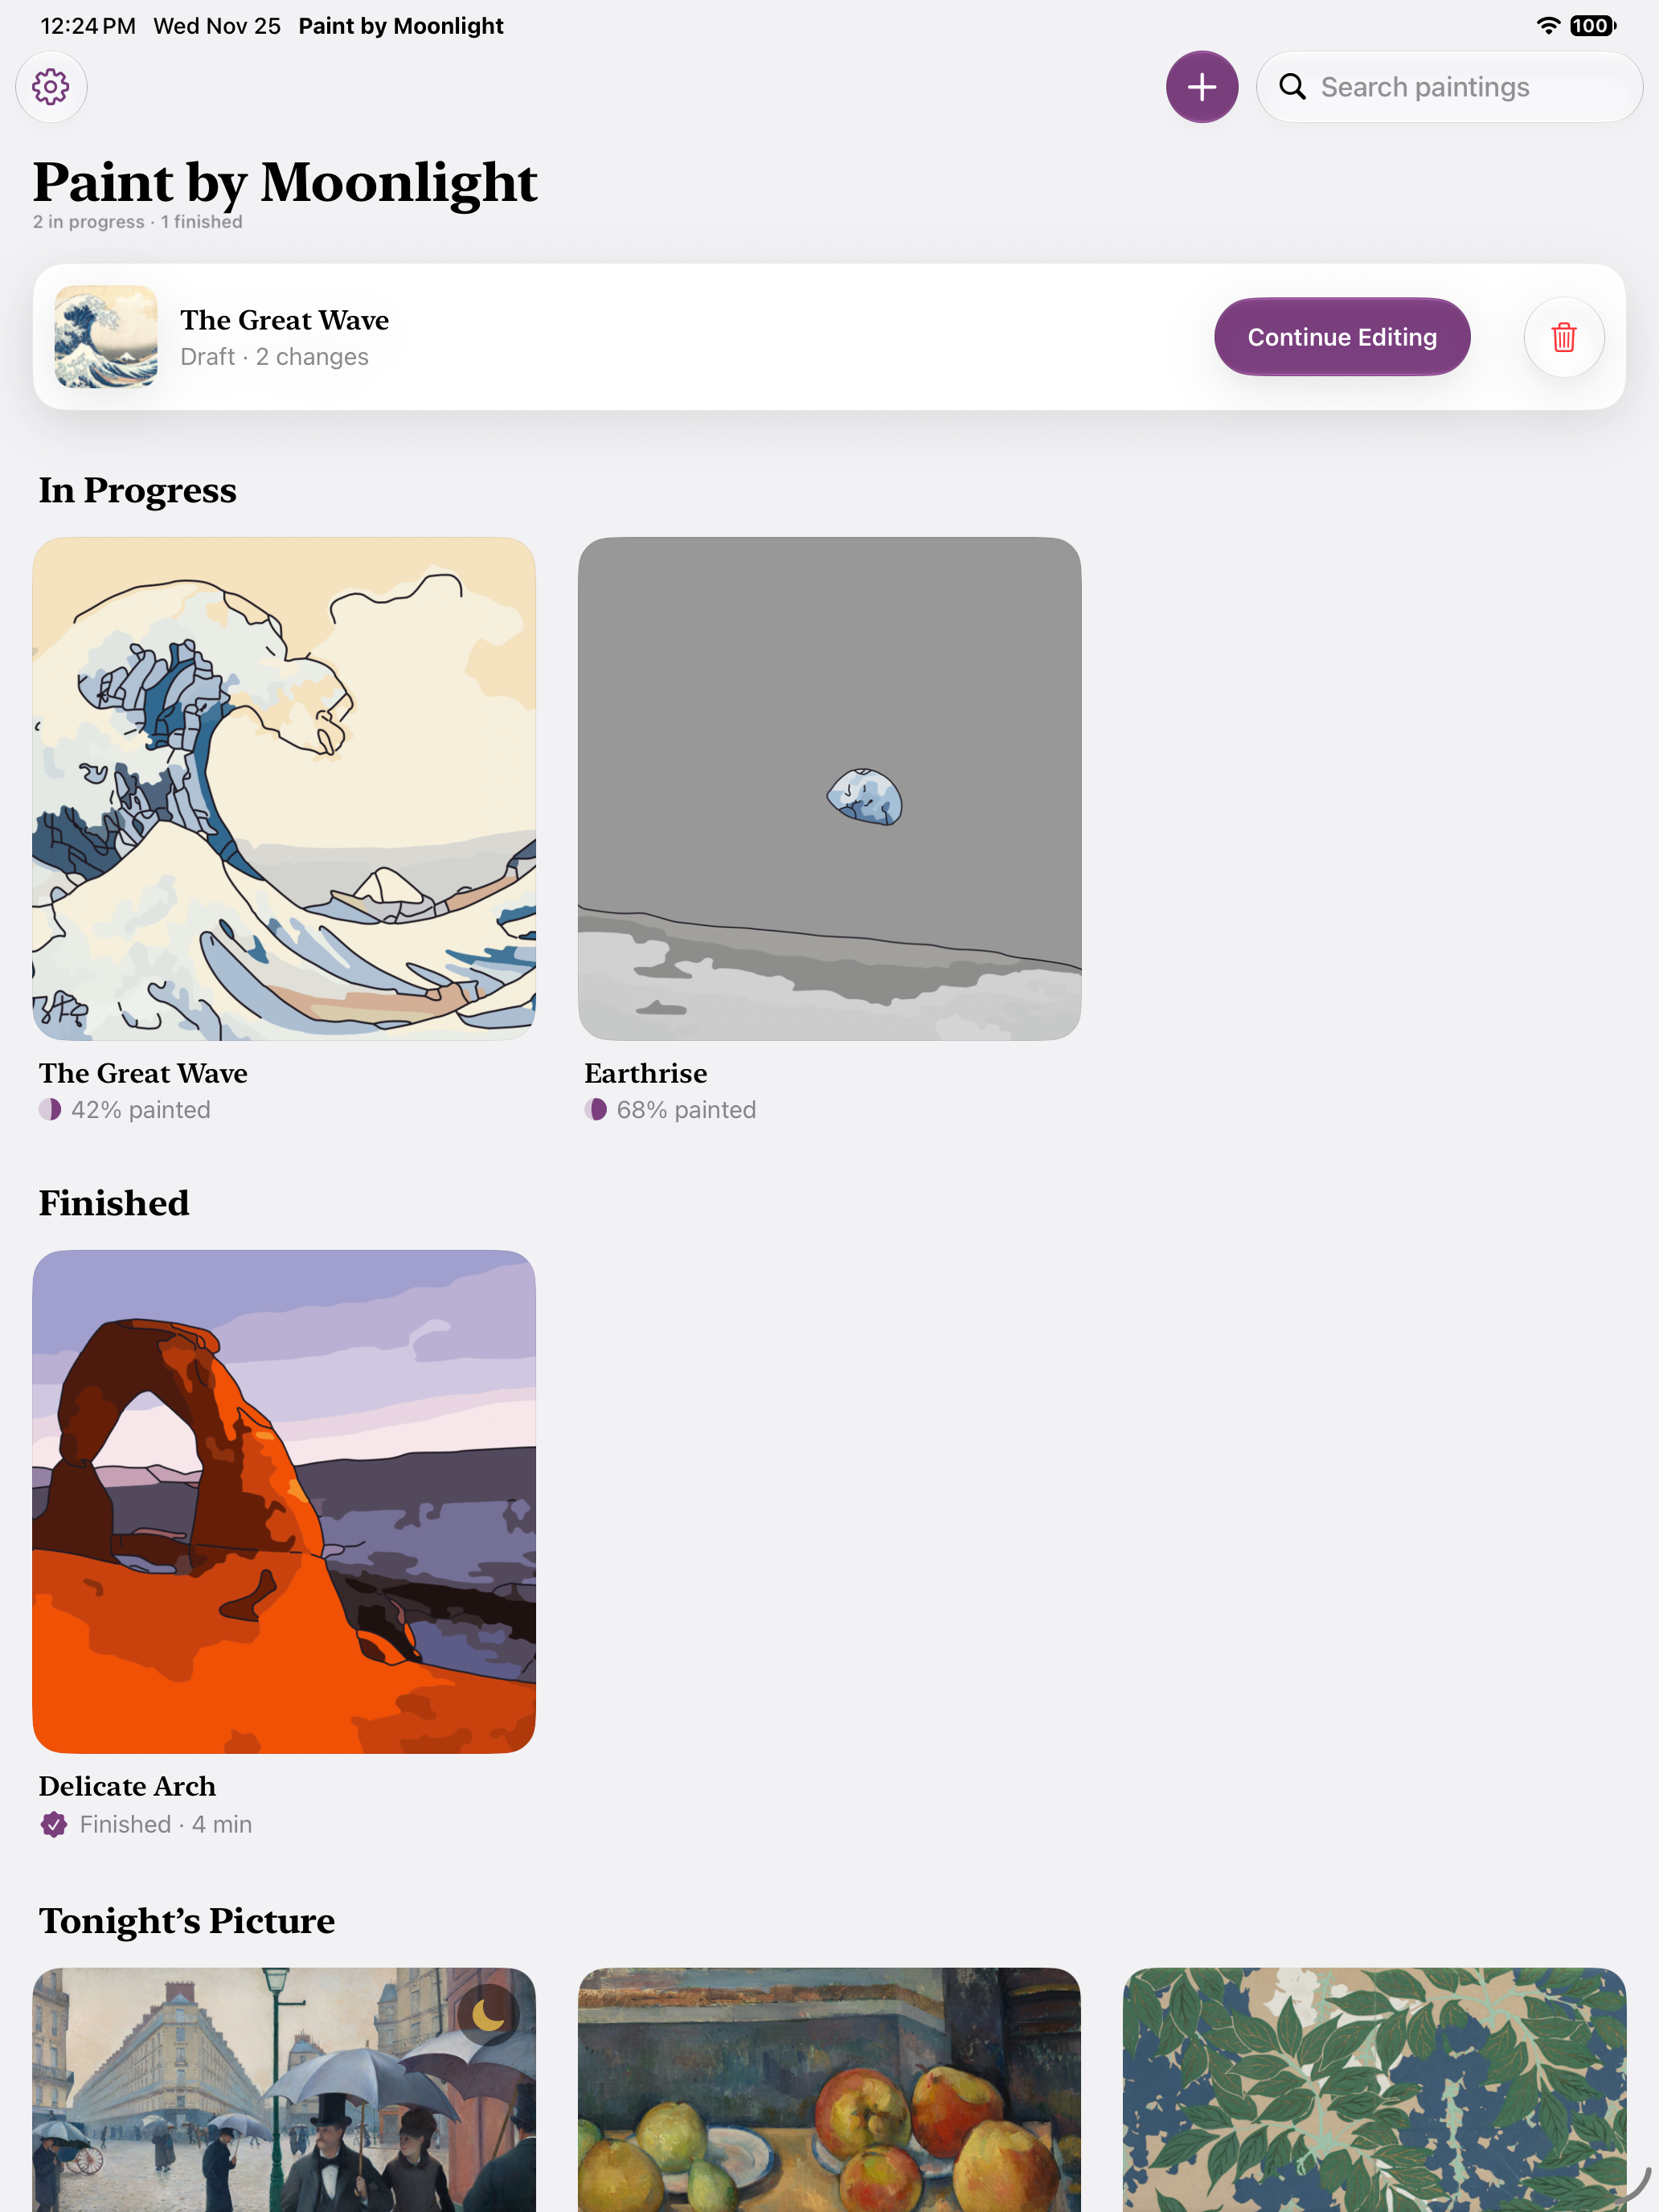 12:24 PM Wed Nov 25 Paint by Moonlight 100
Search paintings
Paint by Moonlight
2 in progress · 1 finished
The Great Wave
Draft · 2 changes
Continue Editing
In Progress
The Great Wave
42% painted
Earthrise
68% painted
Finished
Delicate Arch
Finished · 4 min
Tonight’s Picture